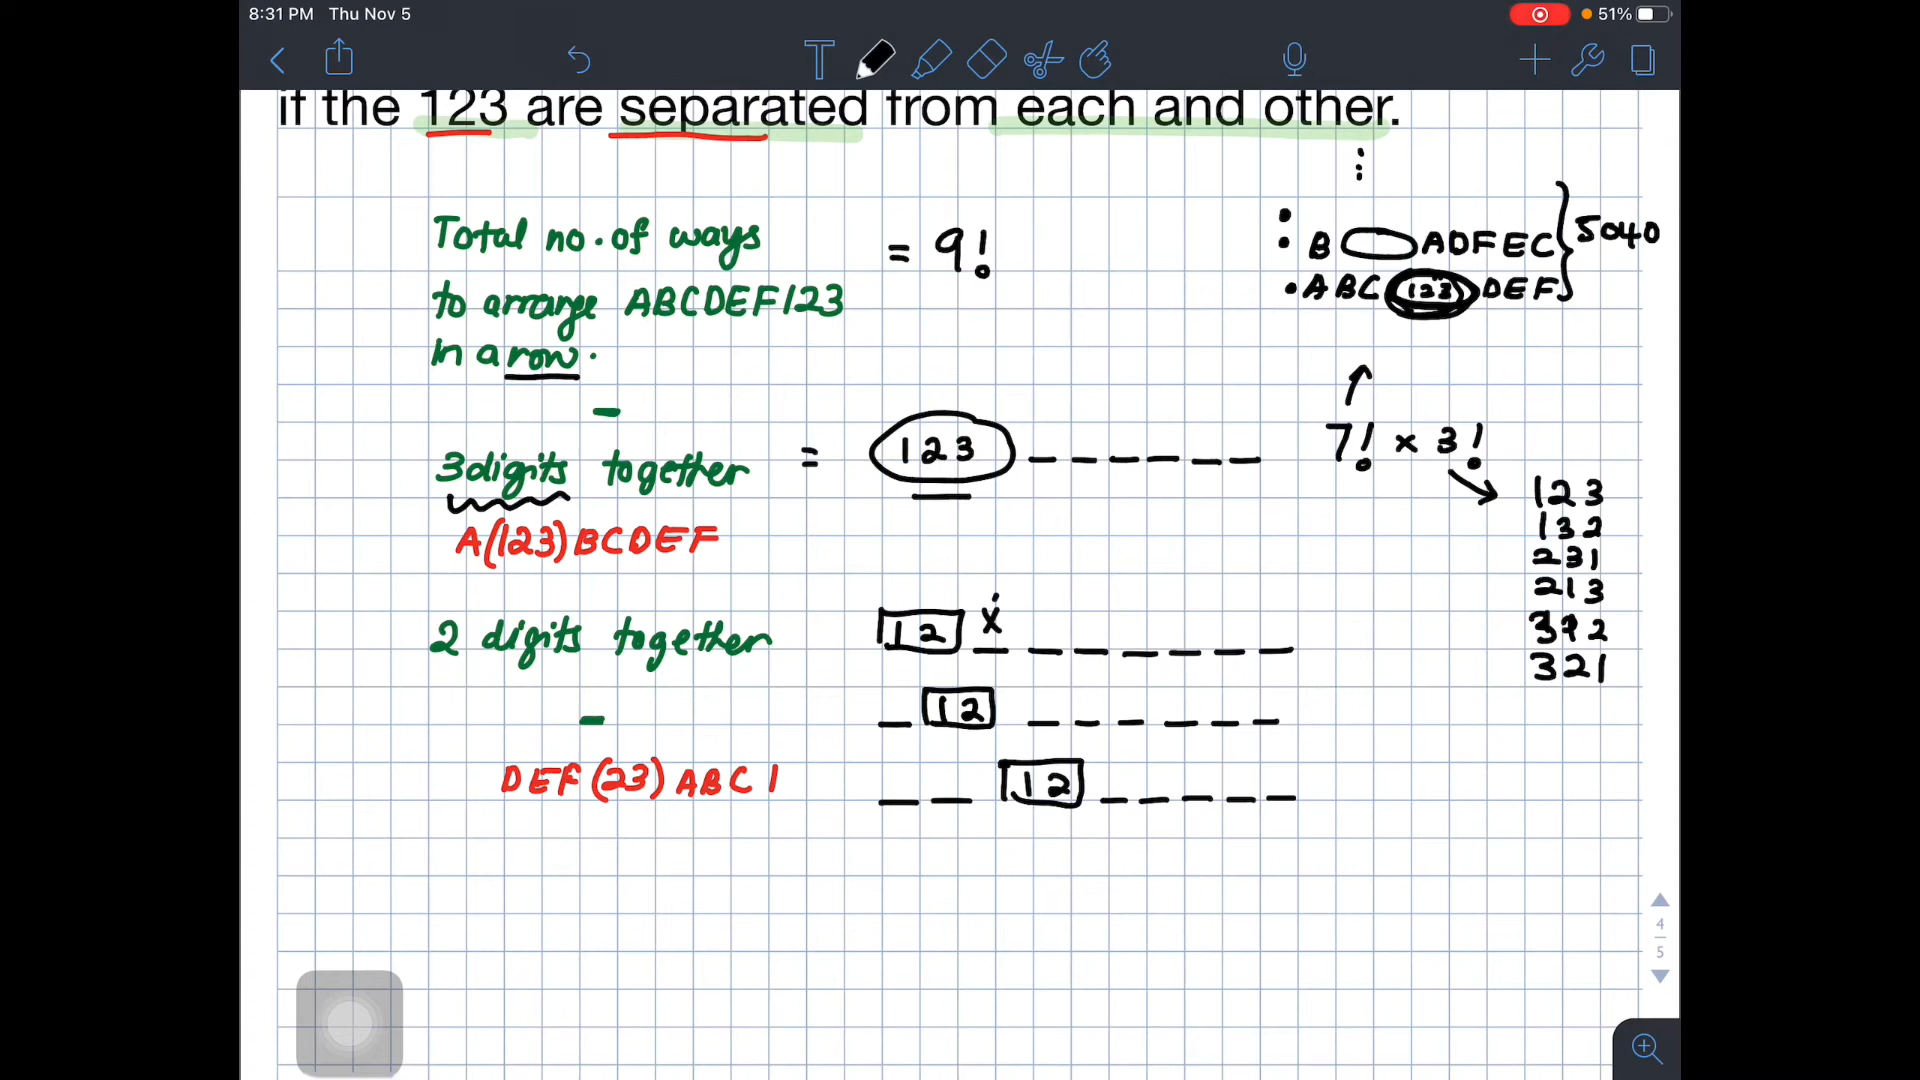 8:31 PM Thu Nov 5 51%
if the 123 are separated from each and other.
Total no. of ways
to arrange ABCDEF123
in a row.
= 9!
B ADFEC
ABC 123 DEF
5040
-
3 digits together = 123
7! x 3!
A(123)BCDEF
123
132
231
213
312
321
2 digits together
12 x
-
12
DEF(23)ABC1
12
4
5